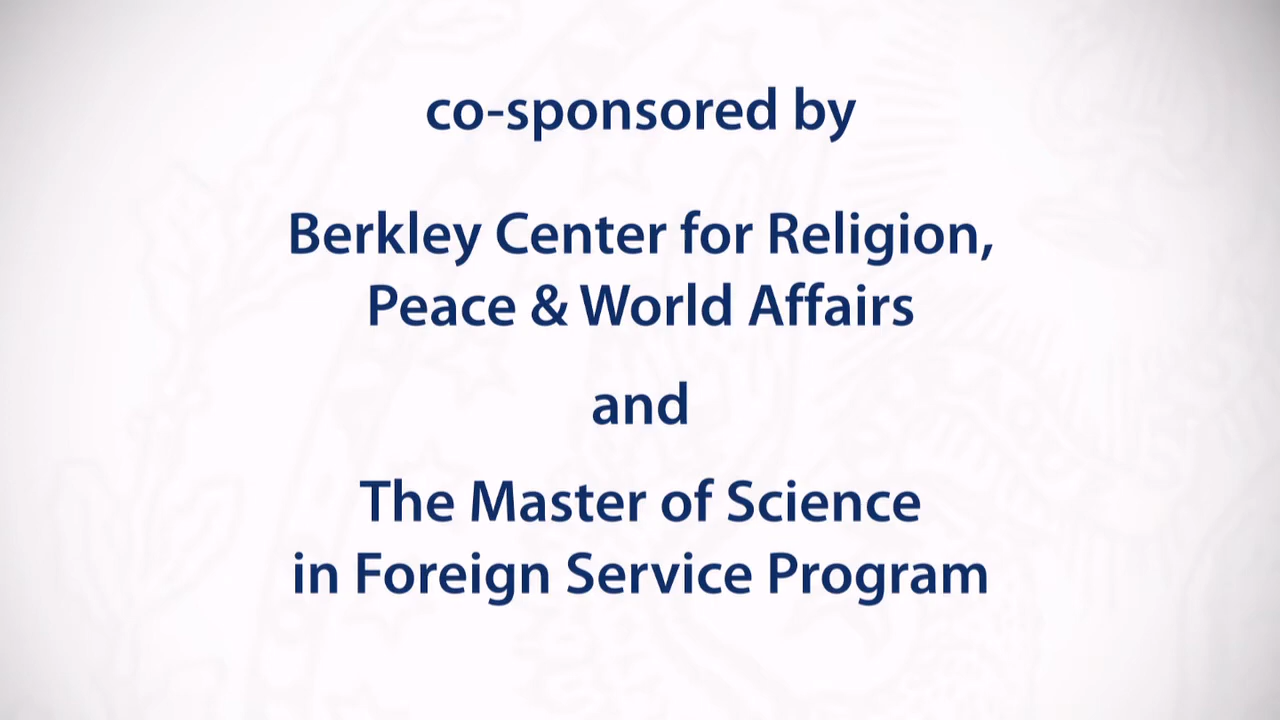 co-sponsored by
Berkley Center for Religion,
Peace & World Affairs
and
The Master of Science
in Foreign Service Program